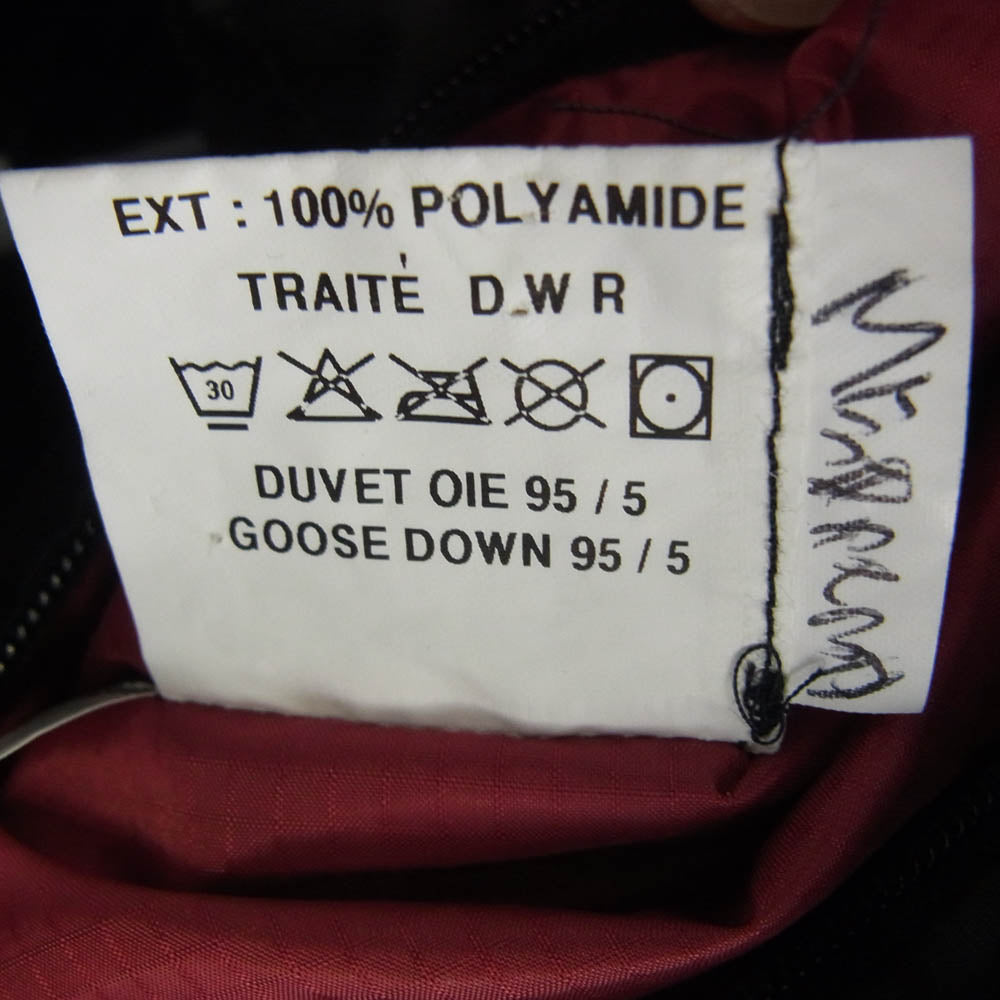 EXT : 100% POLYAMIDE
TRAITÉ D.W R
30
DUVET OIE 95 / 5
GOOSE DOWN 95 / 5